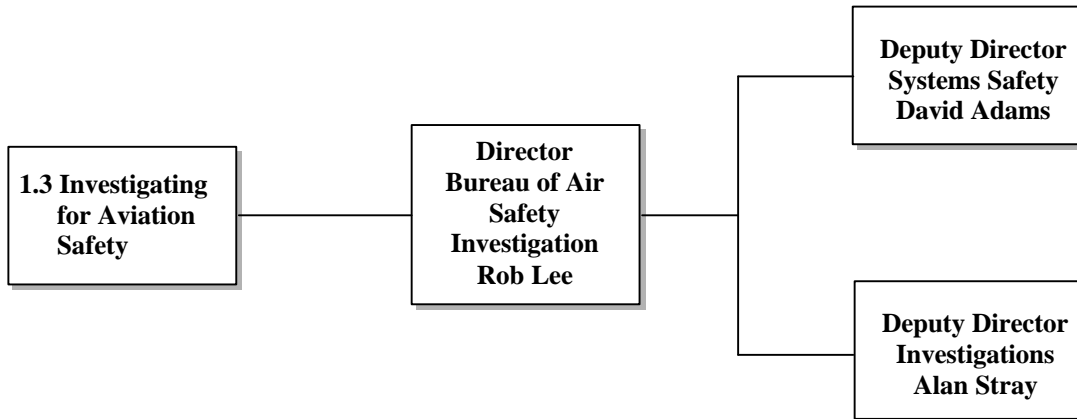 1.3 Investigating
for Aviation
Safety
Director
Bureau of Air
Safety
Investigation
Rob Lee
Deputy Director
Systems Safety
David Adams
Deputy Director
Investigations
Alan Stray